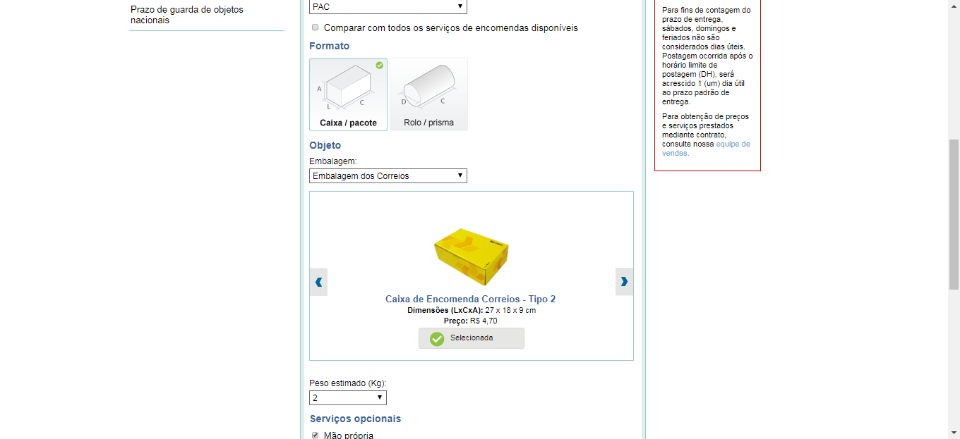 Prazo de guarda de objetos
nacionais
PAC
Comparar com todos os serviços de encomendas disponíveis
Formato
A
L
C
Caixa / pacote
D
C
Rolo / prisma
Objeto
Embalagem:
Embalagem dos Correios
Caixa de Encomenda Correios - Tipo 2
Dimensões (LxCxA): 27 x 18 x 9 cm
Preço: R$ 4,70
Selecionada
Peso estimado (Kg):
2
Serviços opcionais
Mão própria
Para fins de contagem do
prazo de entrega,
sábados, domingos e
feriados não são
considerados dias úteis.
Postagem ocorrida após o
horário limite de
postagem (DH), será
acrescido 1 (um) dia útil
ao prazo padrão de
entrega.
Para obtenção de preços
e serviços prestados
mediante contrato,
consulte nossa equipe de
vendas.